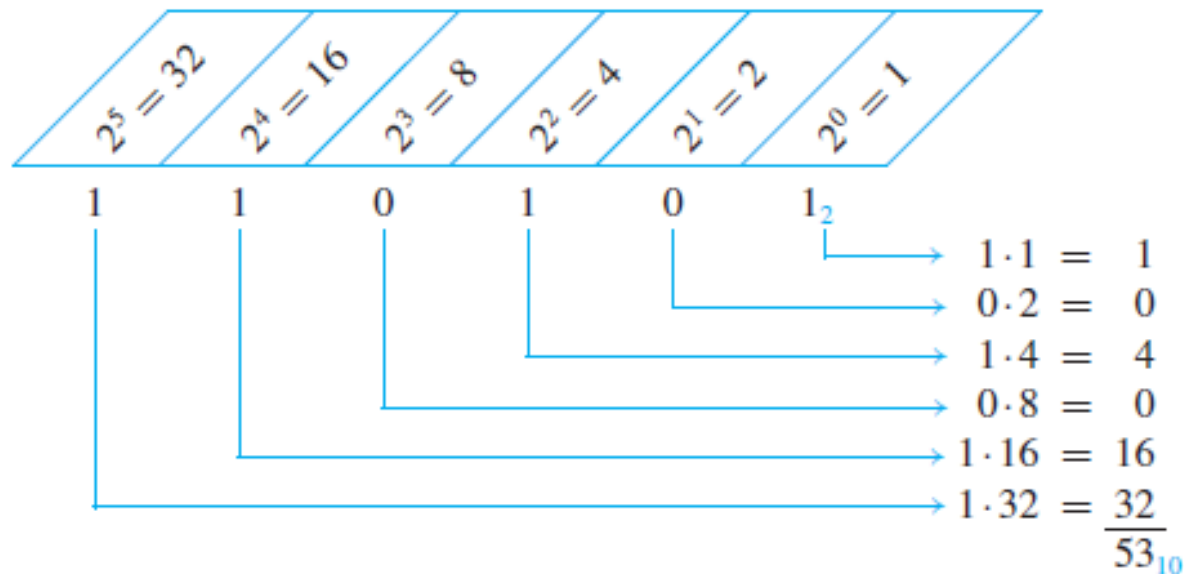 2⁵ = 32 2⁴ = 16 2³ = 8 2² = 4 2¹ = 2 2⁰ = 1
1 1 0 1 0 1₂
1·1 = 1
0·2 = 0
1·4 = 4
0·8 = 0
1·16 = 16
1·32 = 32
53₁₀